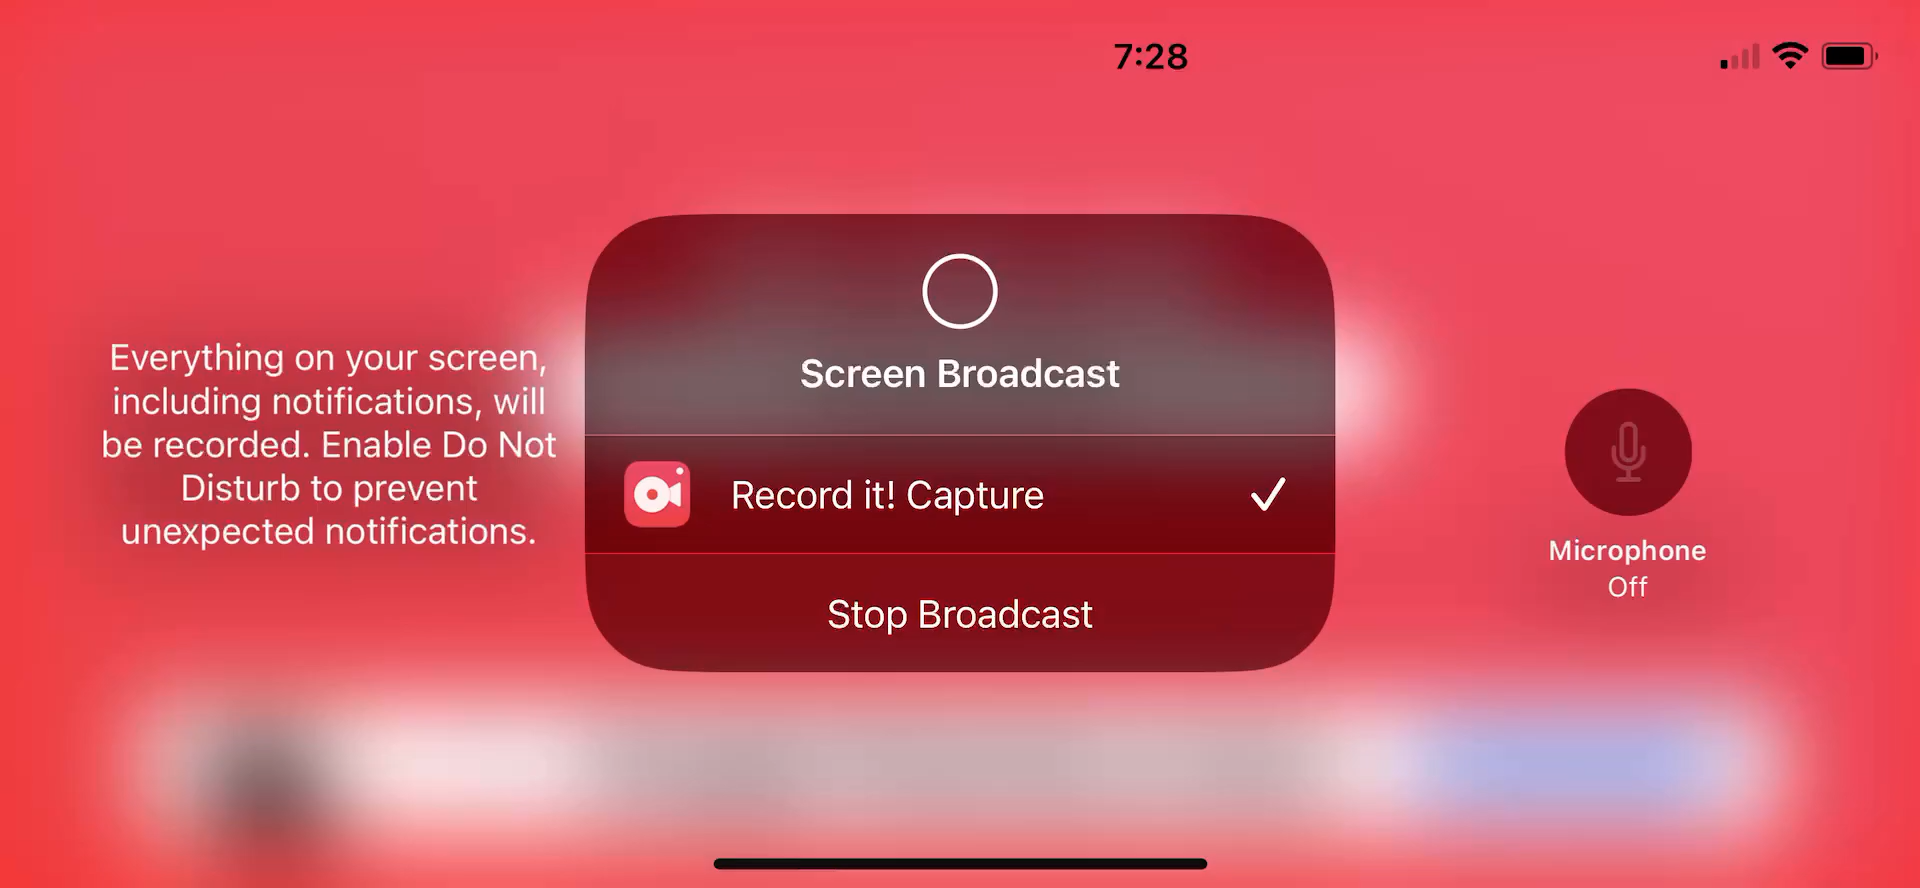 7:28
Everything on your screen,
including notifications, will
be recorded. Enable Do Not
Disturb to prevent
unexpected notifications.
Screen Broadcast
Record it! Capture
Stop Broadcast
Microphone
Off